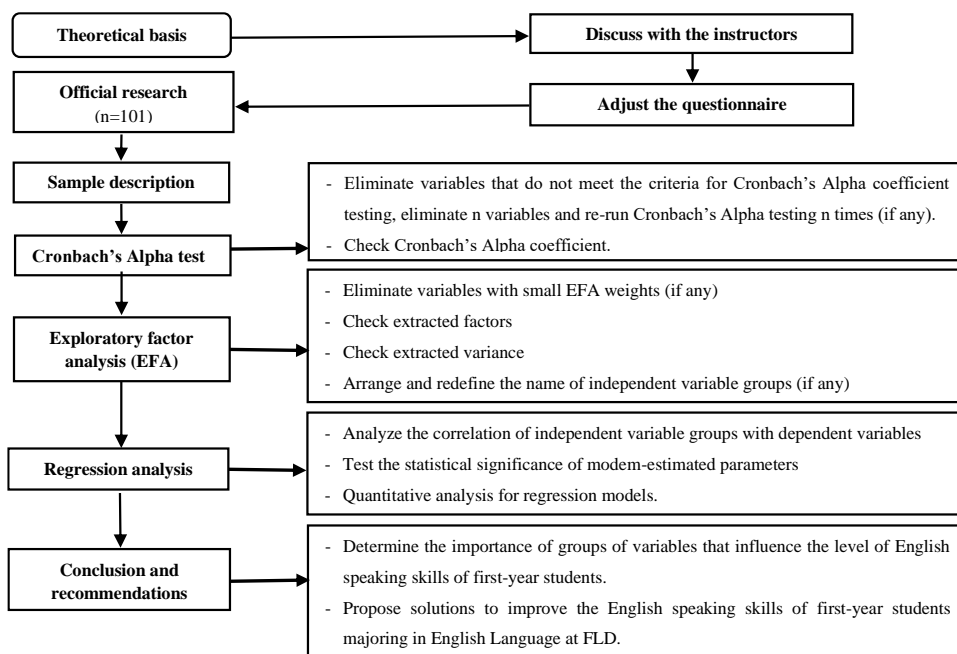 Theoretical basis
Discuss with the instructors
Adjust the questionnaire
Official research
(n=101)
Sample description
Cronbach’s Alpha test
- Eliminate variables that do not meet the criteria for Cronbach’s Alpha coefficient
testing, eliminate n variables and re-run Cronbach’s Alpha testing n times (if any).
- Check Cronbach’s Alpha coefficient.
Exploratory factor
analysis (EFA)
- Eliminate variables with small EFA weights (if any)
- Check extracted factors
- Check extracted variance
- Arrange and redefine the name of independent variable groups (if any)
Regression analysis
- Analyze the correlation of independent variable groups with dependent variables
- Test the statistical significance of modem-estimated parameters
- Quantitative analysis for regression models.
Conclusion and
recommendations
- Determine the importance of groups of variables that influence the level of English
speaking skills of first-year students.
- Propose solutions to improve the English speaking skills of first-year students
majoring in English Language at FLD.